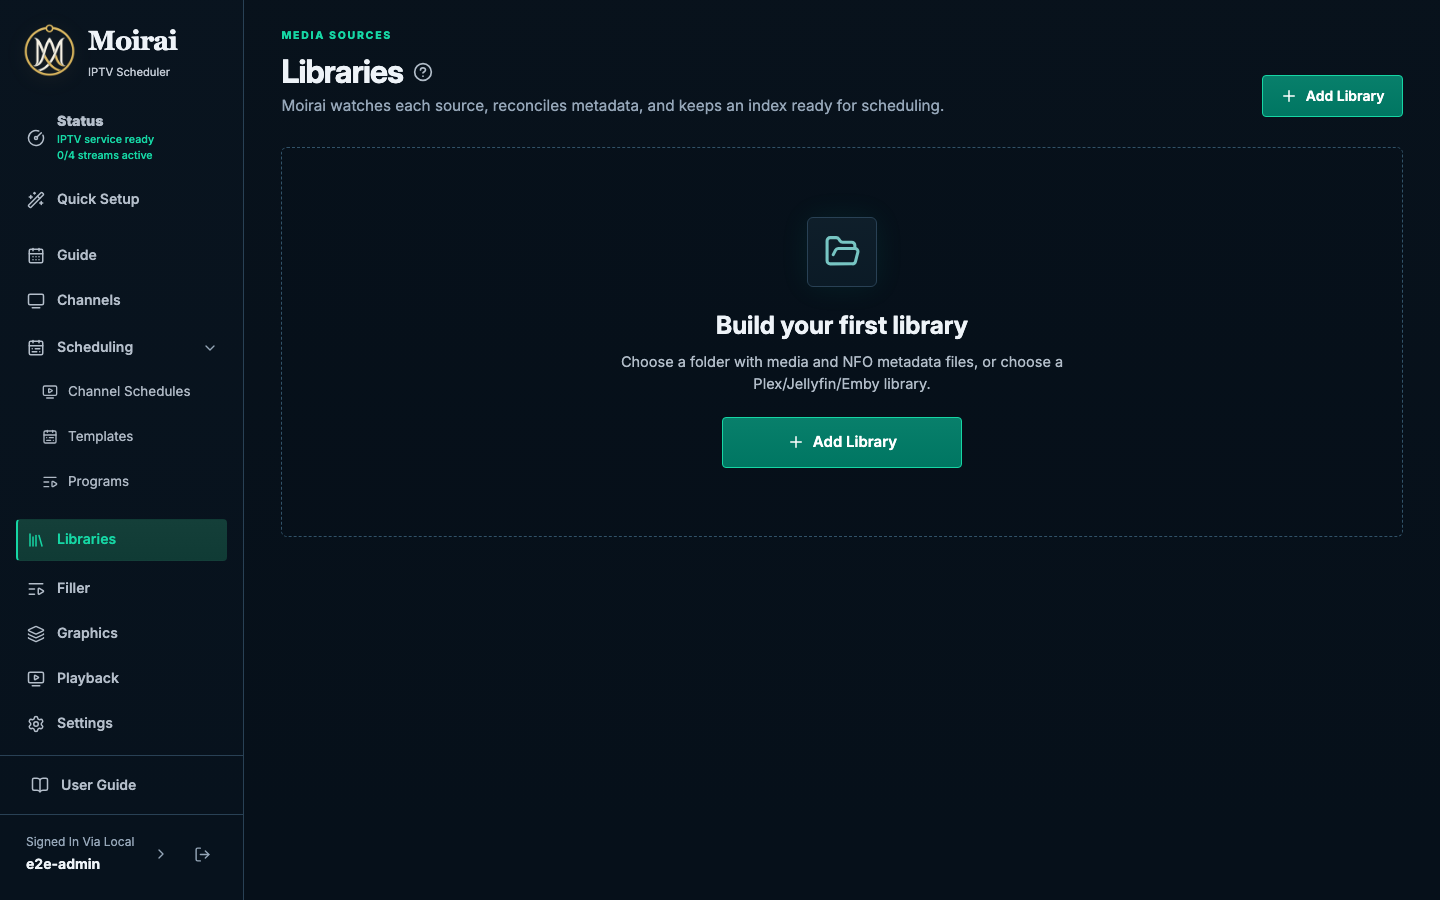 Moirai
IPTV Scheduler
Status
IPTV service ready
0/4 streams active
Quick Setup
Guide
Channels
Scheduling
Channel Schedules
Templates
Programs
Libraries
Filler
Graphics
Playback
Settings
User Guide
Signed In Via Local
e2e-admin
MEDIA SOURCES
Libraries
Moirai watches each source, reconciles metadata, and keeps an index ready for scheduling.
Add Library
Build your first library
Choose a folder with media and NFO metadata files, or choose a
Plex/Jellyfin/Emby library.
Add Library